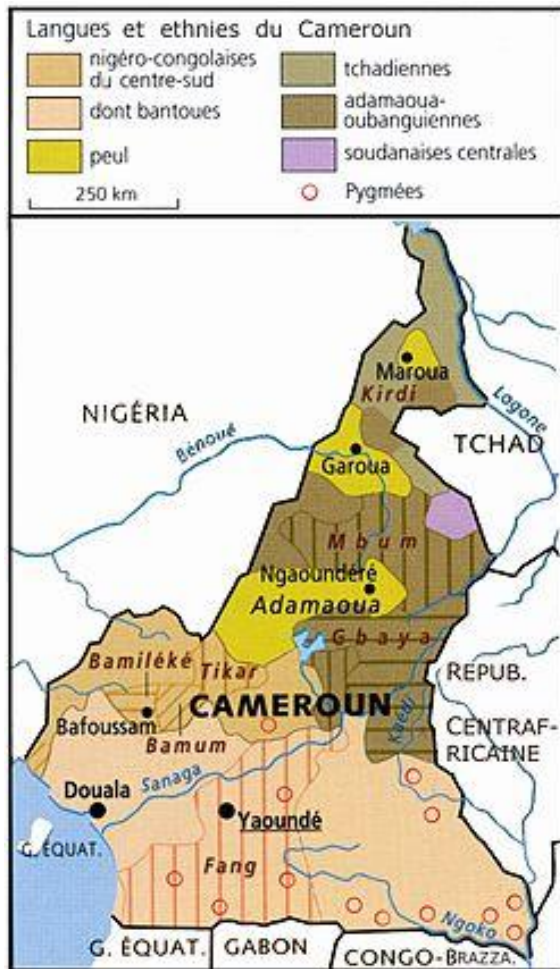 Langues et ethnies du Cameroun
nigéro-congolaises
du centre-sud
dont bantoues
peul
250 km
tchadiennes
adamaoua-
oubanguiennes
soudanaises centrales
Pygmées
Maroua
Kirdi
Logone
NIGÉRIA
TCHAD
Bénoué
Garoua
Mbum
Ngaoundéré
Adamaoua
Gbaya
Bamiléké
Tikar
REPUB.
CAMEROUN
Kadéi
CENTRAF-
RICAINE
Bafoussam
Bamum
Douala
Sanaga
Yaoundé
G. ÉQUAT.
Fang
Ngoko
G. ÉQUAT.
GABON
CONGO-BRAZZA.